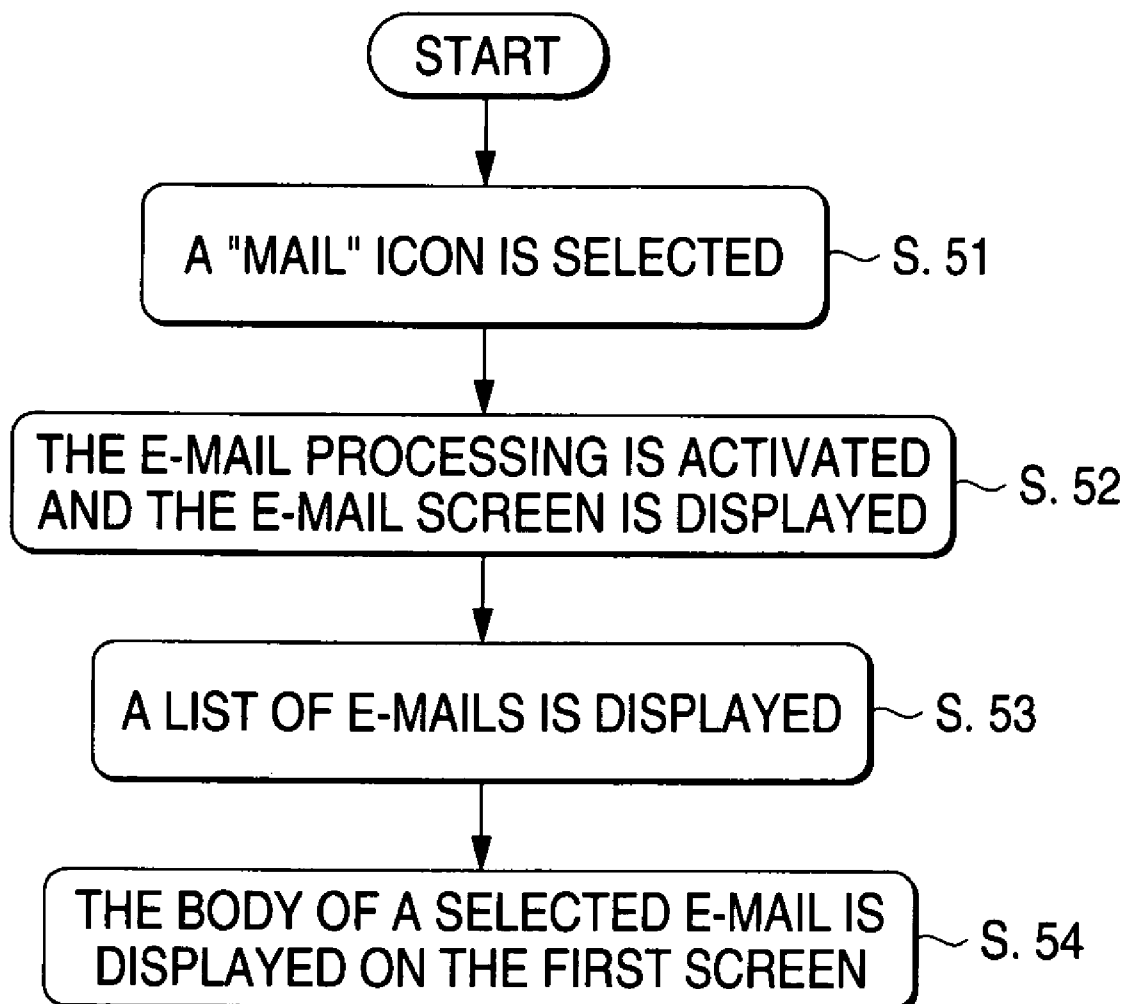 START
A "MAIL" ICON IS SELECTED
S. 51
THE E-MAIL PROCESSING IS ACTIVATED
AND THE E-MAIL SCREEN IS DISPLAYED
S. 52
A LIST OF E-MAILS IS DISPLAYED
S. 53
THE BODY OF A SELECTED E-MAIL IS
DISPLAYED ON THE FIRST SCREEN
S. 54